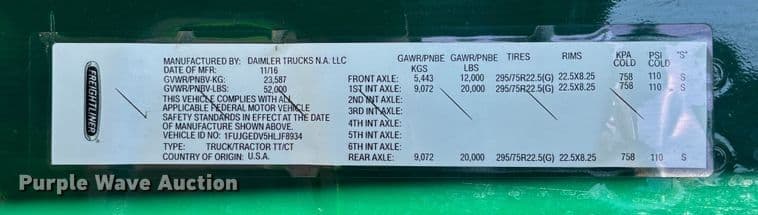 FREIGHTLINER
MANUFACTURED BY: DAIMLER TRUCKS N.A. LLC
DATE OF MFR: 11/16
GVWR/PNBV-KG: 23,587
GVWR/PNBV-LBS: 52,000
THIS VEHICLE COMPLIES WITH ALL
APPLICABLE FEDERAL MOTOR VEHICLE
SAFETY STANDARDS IN EFFECT AT THE DATE
OF MANUFACTURE SHOWN ABOVE.
VEHICLE ID NO: 1FUJGEDV5HLJF8934
TYPE: TRUCK/TRACTOR TT/CT
COUNTRY OF ORIGIN: U.S.A.
GAWR/PNBE KGS GAWR/PNBE LBS TIRES RIMS KPA COLD PSI COLD "S"
FRONT AXLE: 5,443 12,000 295/75R22.5(G) 22.5X8.25 758 110 S
1ST INT AXLE: 9,072 20,000 295/75R22.5(G) 22.5X8.25 758 110 S
2ND INT AXLE:
3RD INT AXLE:
4TH INT AXLE:
5TH INT AXLE:
6TH INT AXLE:
REAR AXLE: 9,072 20,000 295/75R22.5(G) 22.5X8.25 758 110 S
Purple Wave Auction